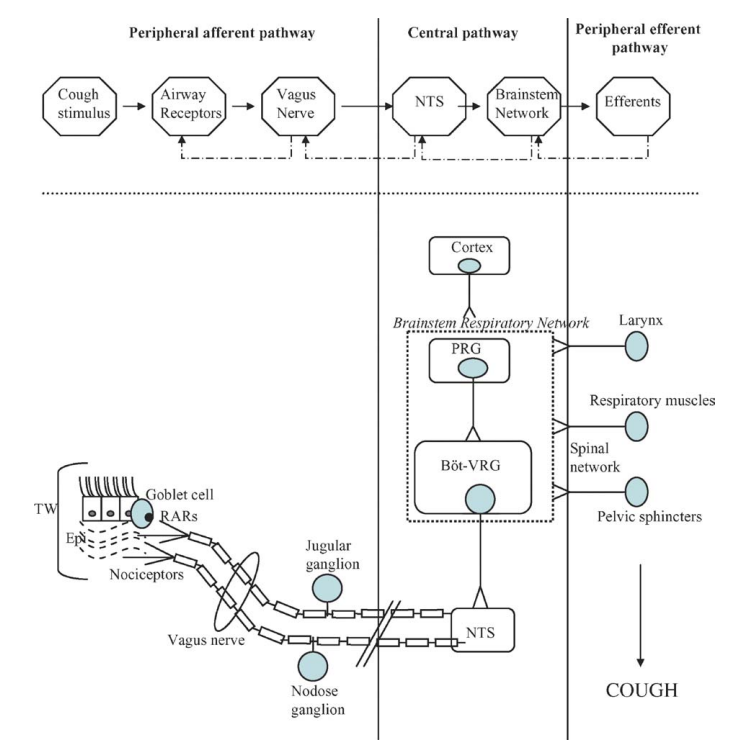 Peripheral afferent pathway
Central pathway
Peripheral efferent
pathway
Cough
stimulus
Airway
Receptors
Vagus
Nerve
NTS
Brainstem
Network
Efferents
Cortex
Brainstem Respiratory Network
PRG
Larynx
Respiratory muscles
Böt-VRG
Spinal
network
Pelvic sphincters
TW
Goblet cell
RARs
Epi
Nociceptors
Jugular
ganglion
Vagus nerve
NTS
Nodose
ganglion
COUGH